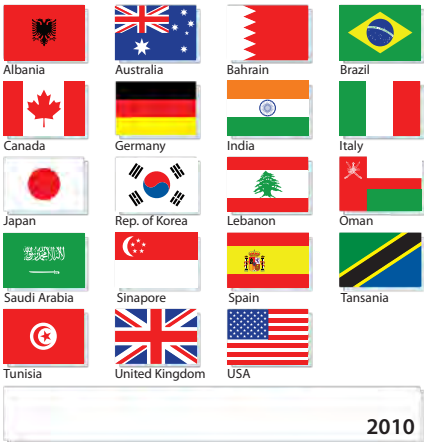 Albania Australia Bahrain Brazil
Canada Germany India Italy
Japan Rep. of Korea Lebanon Oman
Saudi Arabia Sinapore Spain Tansania
Tunisia United Kingdom USA
2010